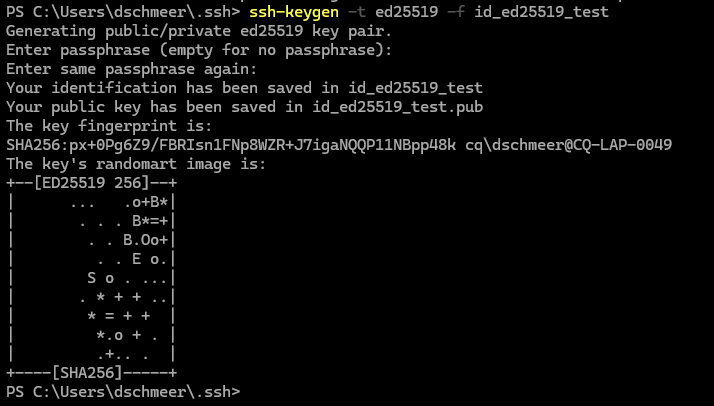 PS C:\Users\dschmeer\.ssh> ssh-keygen -t ed25519 -f id_ed25519_test
Generating public/private ed25519 key pair.
Enter passphrase (empty for no passphrase):
Enter same passphrase again:
Your identification has been saved in id_ed25519_test
Your public key has been saved in id_ed25519_test.pub
The key fingerprint is:
SHA256:px+0Pg6Z9/FBRIsn1FNp8WZR+J7igaNQQP11NBpp48k cq\dschmeer@CQ-LAP-0049
The key's randomart image is:
+--[ED25519 256]--+
|      ...   .o+B*|
|       . . . B*=+|
|        . . B.Oo+|
|         . . E o.|
|        S o . ...|
|       . * + + ..|
|        * = + +  |
|         *.o + . |
|         .+.. .  |
+----[SHA256]-----+
PS C:\Users\dschmeer\.ssh>